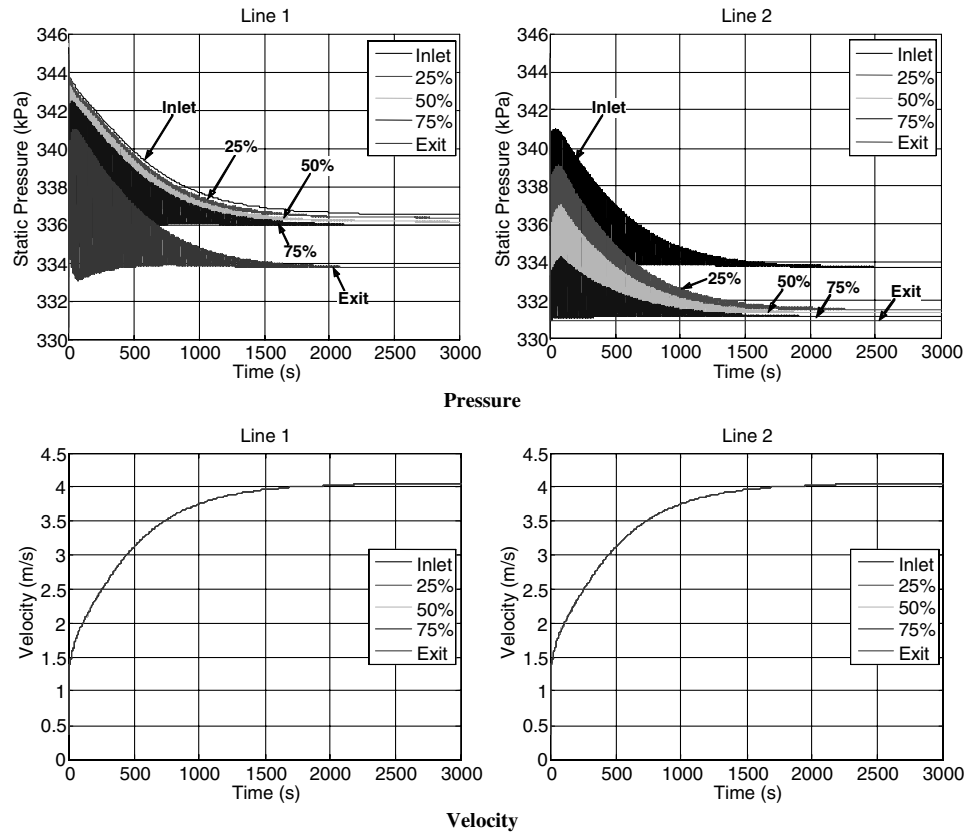 Line 1
346
344
342
340
338
336
334
332
330
Static Pressure (kPa)
0 500 1000 1500 2000 2500 3000
Time (s)
Inlet
25%
50%
75%
Exit
Inlet
25%
50%
75%
Exit
Line 2
346
344
342
340
338
336
334
332
330
Static Pressure (kPa)
0 500 1000 1500 2000 2500 3000
Time (s)
Inlet
25%
50%
75%
Exit
Inlet
25%
50%
75%
Exit
Pressure
Line 1
4.5
4
3.5
3
2.5
2
1.5
1
0.5
0
Velocity (m/s)
0 500 1000 1500 2000 2500 3000
Time (s)
Inlet
25%
50%
75%
Exit
Line 2
4.5
4
3.5
3
2.5
2
1.5
1
0.5
0
Velocity (m/s)
0 500 1000 1500 2000 2500 3000
Time (s)
Inlet
25%
50%
75%
Exit
Velocity